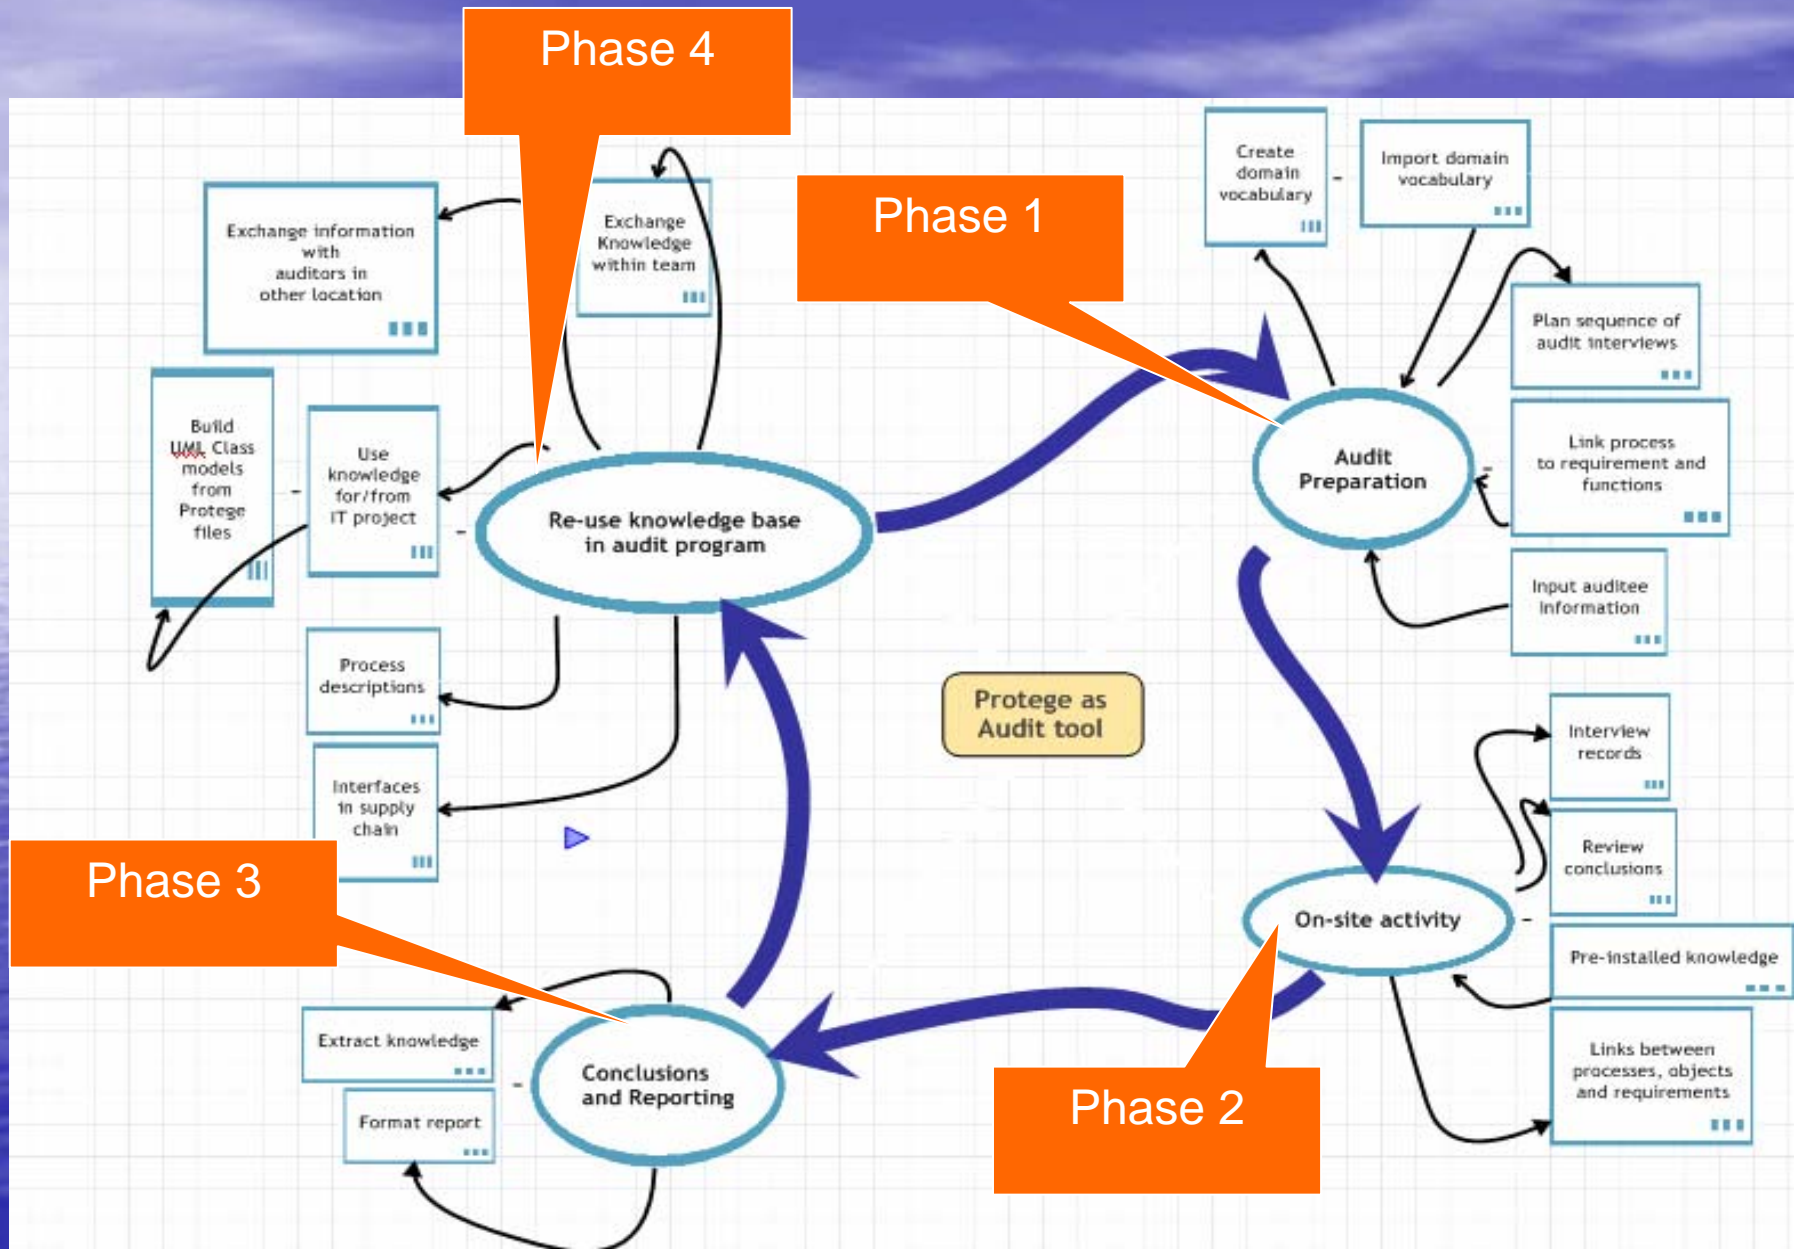 Phase 4
Phase 1
Exchange information
with
auditors in
other location
Exchange
Knowledge
within team
Create
domain
vocabulary
Import domain
vocabulary
Plan sequence of
audit interviews
Link process
to requirement and
functions
Input auditee
Information
Audit
Preparation
Build
UML Class
models
from
Protege
files
Use
knowledge
for/from
IT project
Re-use knowledge base
in audit program
Process
descriptions
Interfaces
in supply
chain
Protege as
Audit tool
Interview
records
Review
conclusions
Phase 3
On-site activity
Pre-installed knowledge
Links between
processes, objects
and requirements
Extract knowledge
Format report
Conclusions
and Reporting
Phase 2